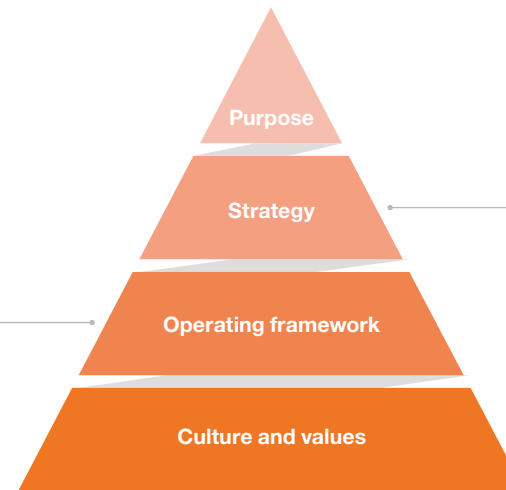 Purpose
Strategy
Operating framework
Culture and values